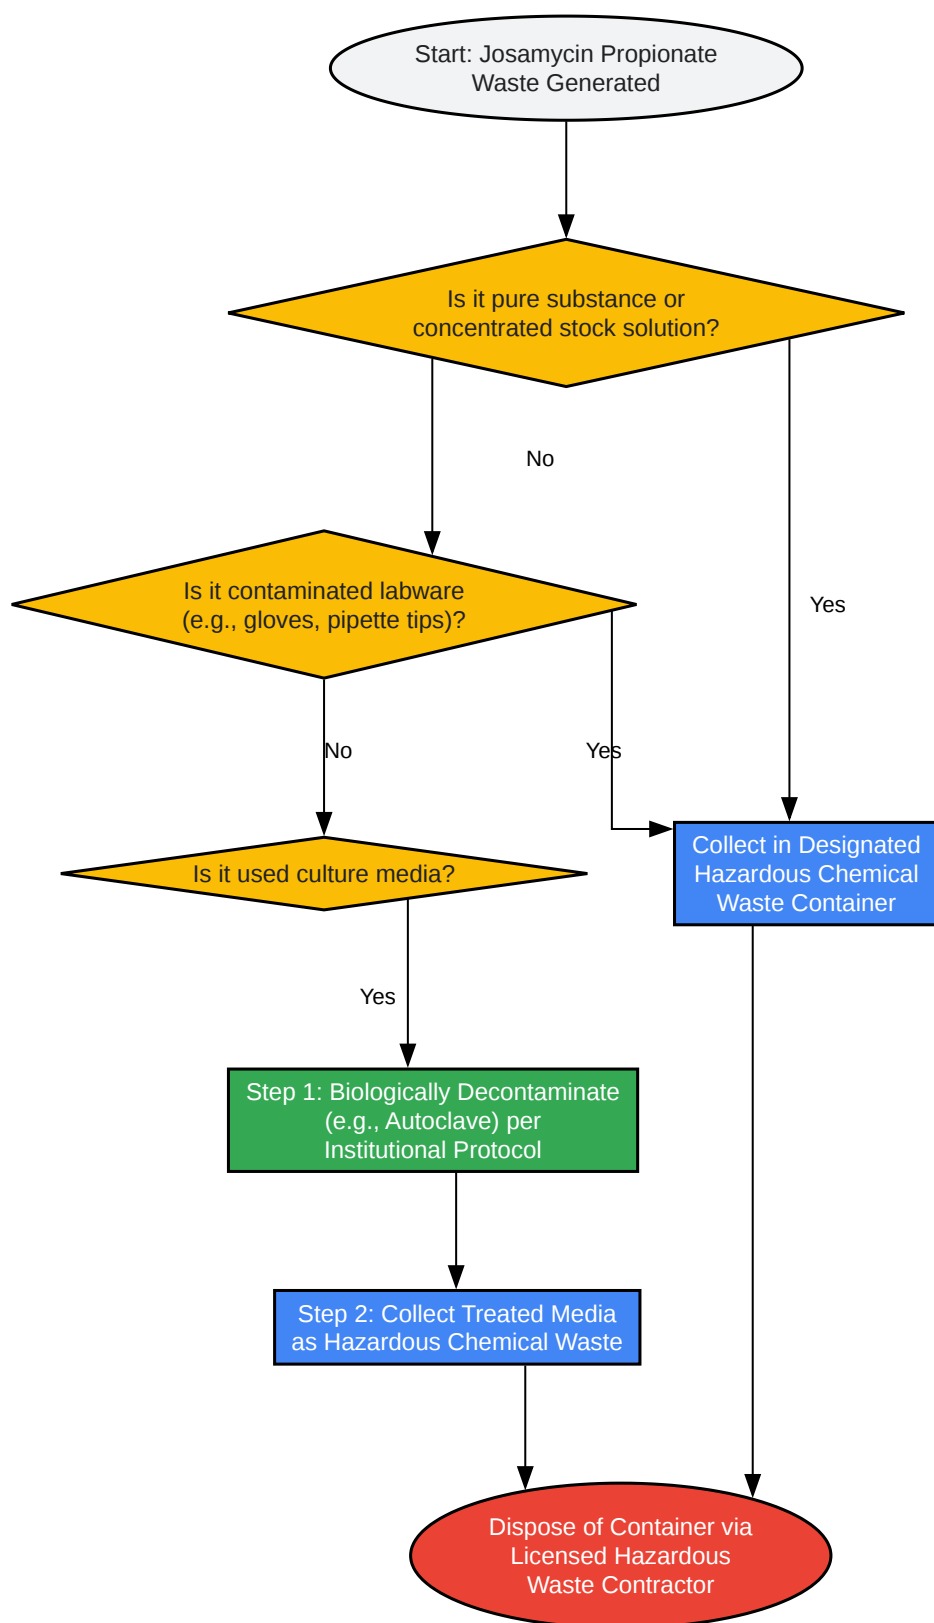 Start: Josamycin Propionate
Waste Generated
Is it pure substance or
concentrated stock solution?
No
Yes
Is it contaminated labware
(e.g., gloves, pipette tips)?
No
Yes
Collect in Designated
Hazardous Chemical
Waste Container
Is it used culture media?
Yes
Step 1: Biologically Decontaminate
(e.g., Autoclave) per
Institutional Protocol
Step 2: Collect Treated Media
as Hazardous Chemical Waste
Dispose of Container via
Licensed Hazardous
Waste Contractor